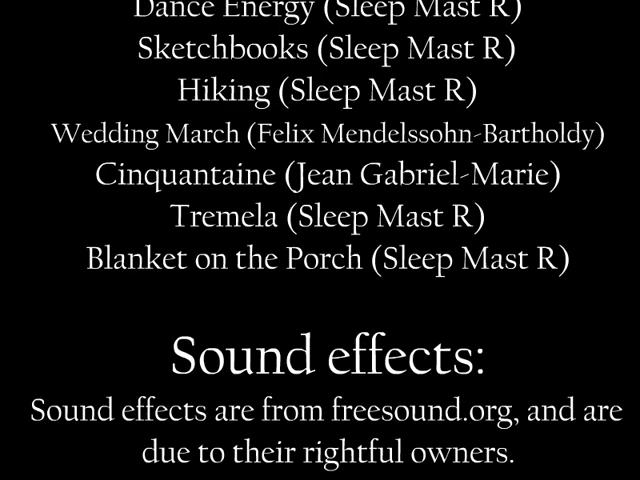 Dance Energy (Sleep Mast R)
Sketchbooks (Sleep Mast R)
Hiking (Sleep Mast R)
Wedding March (Felix Mendelssohn-Bartholdy)
Cinquantaine (Jean Gabriel-Marie)
Tremela (Sleep Mast R)
Blanket on the Porch (Sleep Mast R)
Sound effects:
Sound effects are from freesound.org, and are
due to their rightful owners.